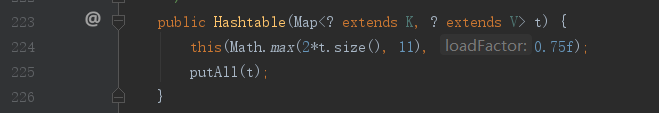 223 @ public Hashtable(Map<? extends K, ? extends V> t) {
224 this(Math.max(2*t.size(), 11), loadFactor: 0.75f);
225 putAll(t);
226 }